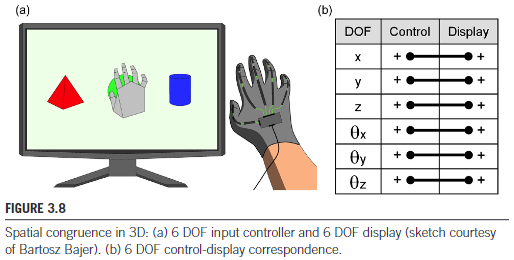 (a)
(b)
DOF Control Display
x + +
y + +
z + +
θx + +
θy + +
θz + +
FIGURE 3.8
Spatial congruence in 3D: (a) 6 DOF input controller and 6 DOF display (sketch courtesy
of Bartosz Bajer). (b) 6 DOF control-display correspondence.